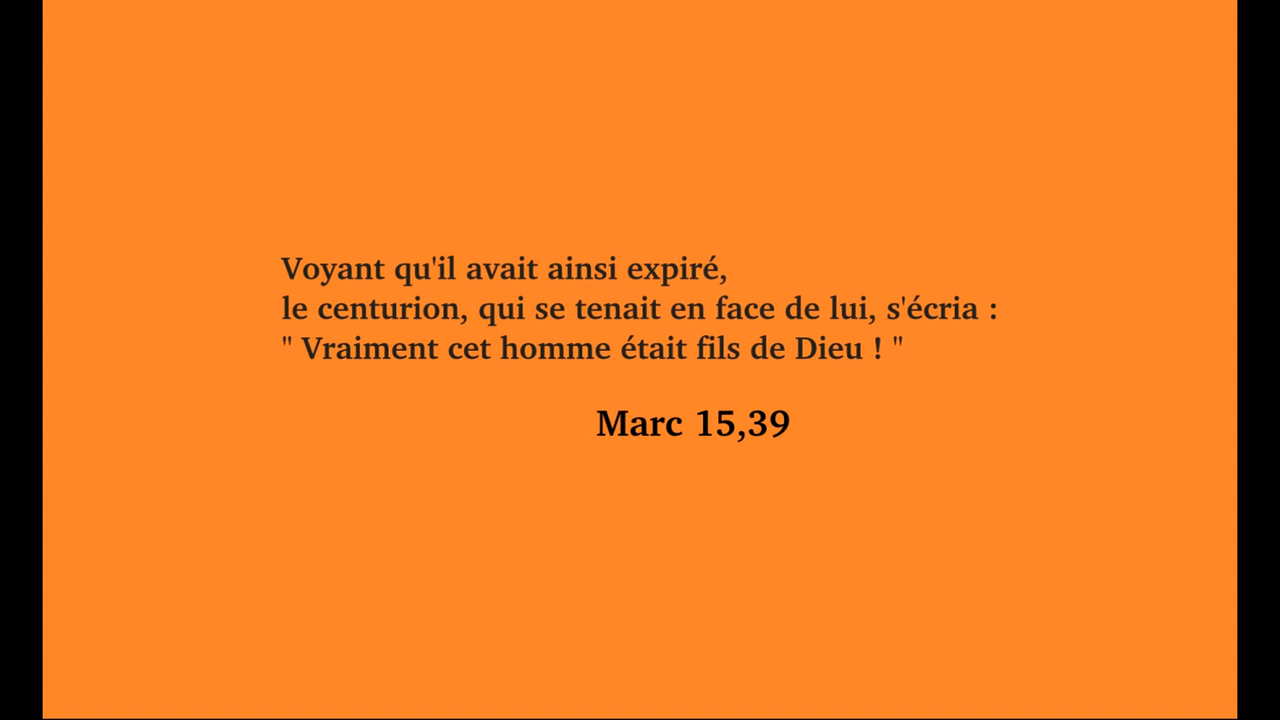 Voyant qu'il avait ainsi expiré,
le centurion, qui se tenait en face de lui, s'écria :
" Vraiment cet homme était fils de Dieu ! "
Marc 15,39